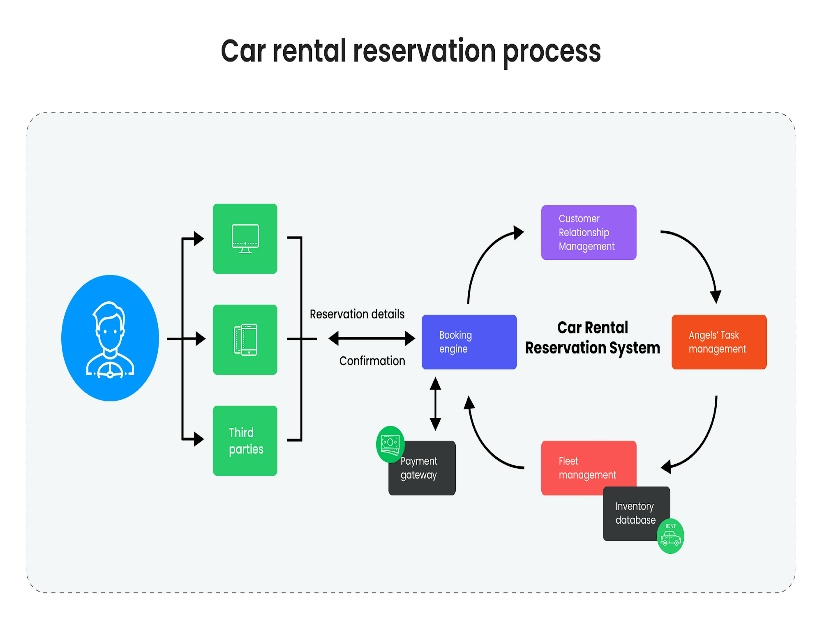 Car rental reservation process
Customer
Relationship
Management
Reservation details
Confirmation
Booking
engine
Car Rental
Reservation System
Angels' Task
management
Third
parties
Payment
gateway
Fleet
management
Inventory
database
RENT